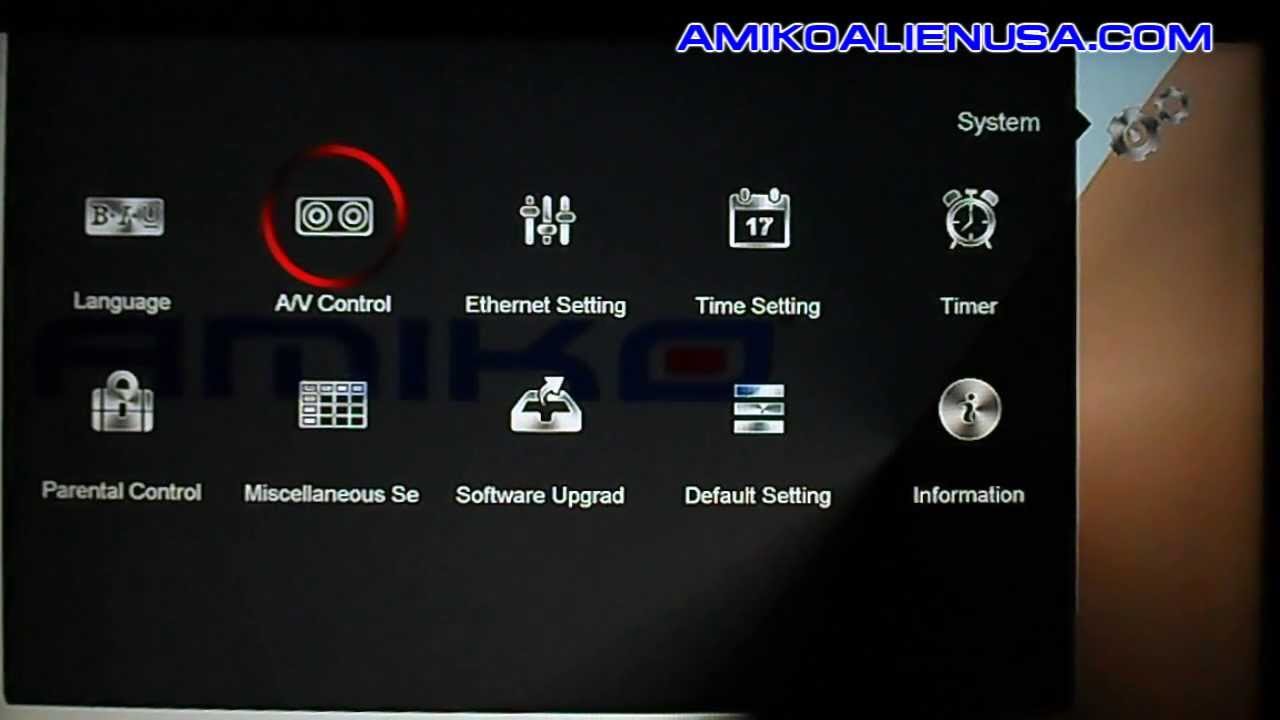 AMIKOALIENUSA.COM
System
B·I·U
17
Language
A/V Control
Ethernet Setting
Time Setting
Timer
AMIKO
Parental Control
Miscellaneous Se
Software Upgrad
Default Setting
Information